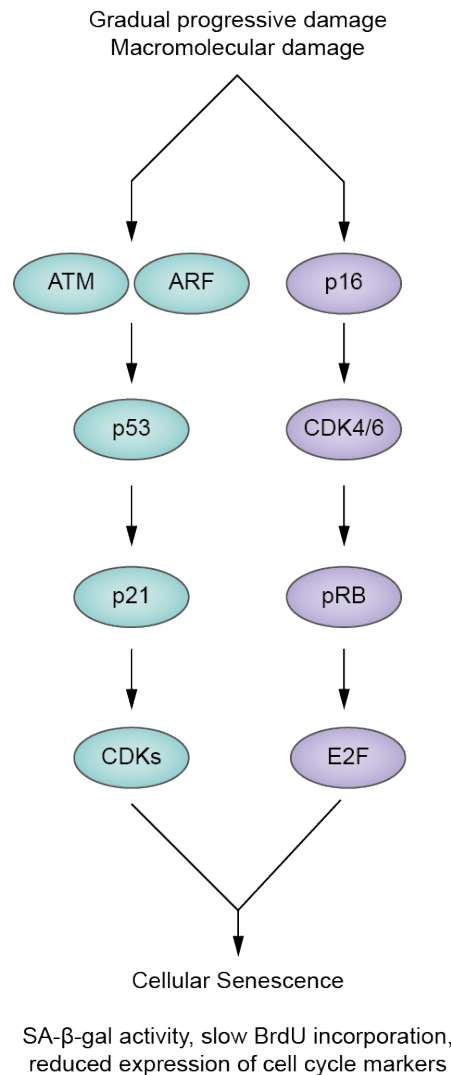 Gradual progressive damage
Macromolecular damage
ATM
ARF
p16
p53
CDK4/6
p21
pRB
CDKs
E2F
Cellular Senescence
SA-β-gal activity, slow BrdU incorporation,
reduced expression of cell cycle markers